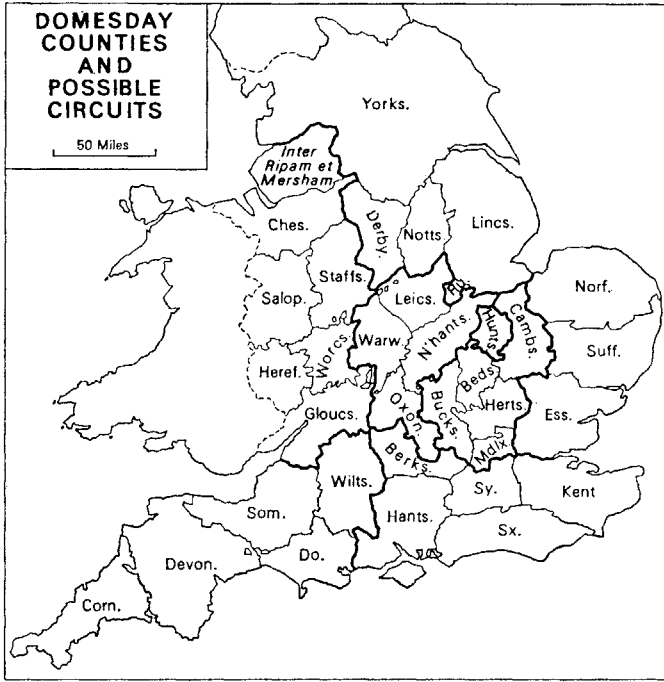 DOMESDAY
COUNTIES
AND
POSSIBLE
CIRCUITS
50 Miles
Yorks.
Inter
Ripam et
Mersham
Ches.
Derby.
Notts.
Lincs.
Staffs.
Salop.
Leics.
Ru.
Norf.
Worcs.
Warw.
N'hants.
Hunts.
Cambs.
Suff.
Heref.
Beds.
Gloucs.
Oxon.
Bucks.
Herts.
Ess.
Mdlx.
Berks.
Wilts.
Som.
Hants.
Sy.
Kent
Sx.
Devon.
Do.
Corn.